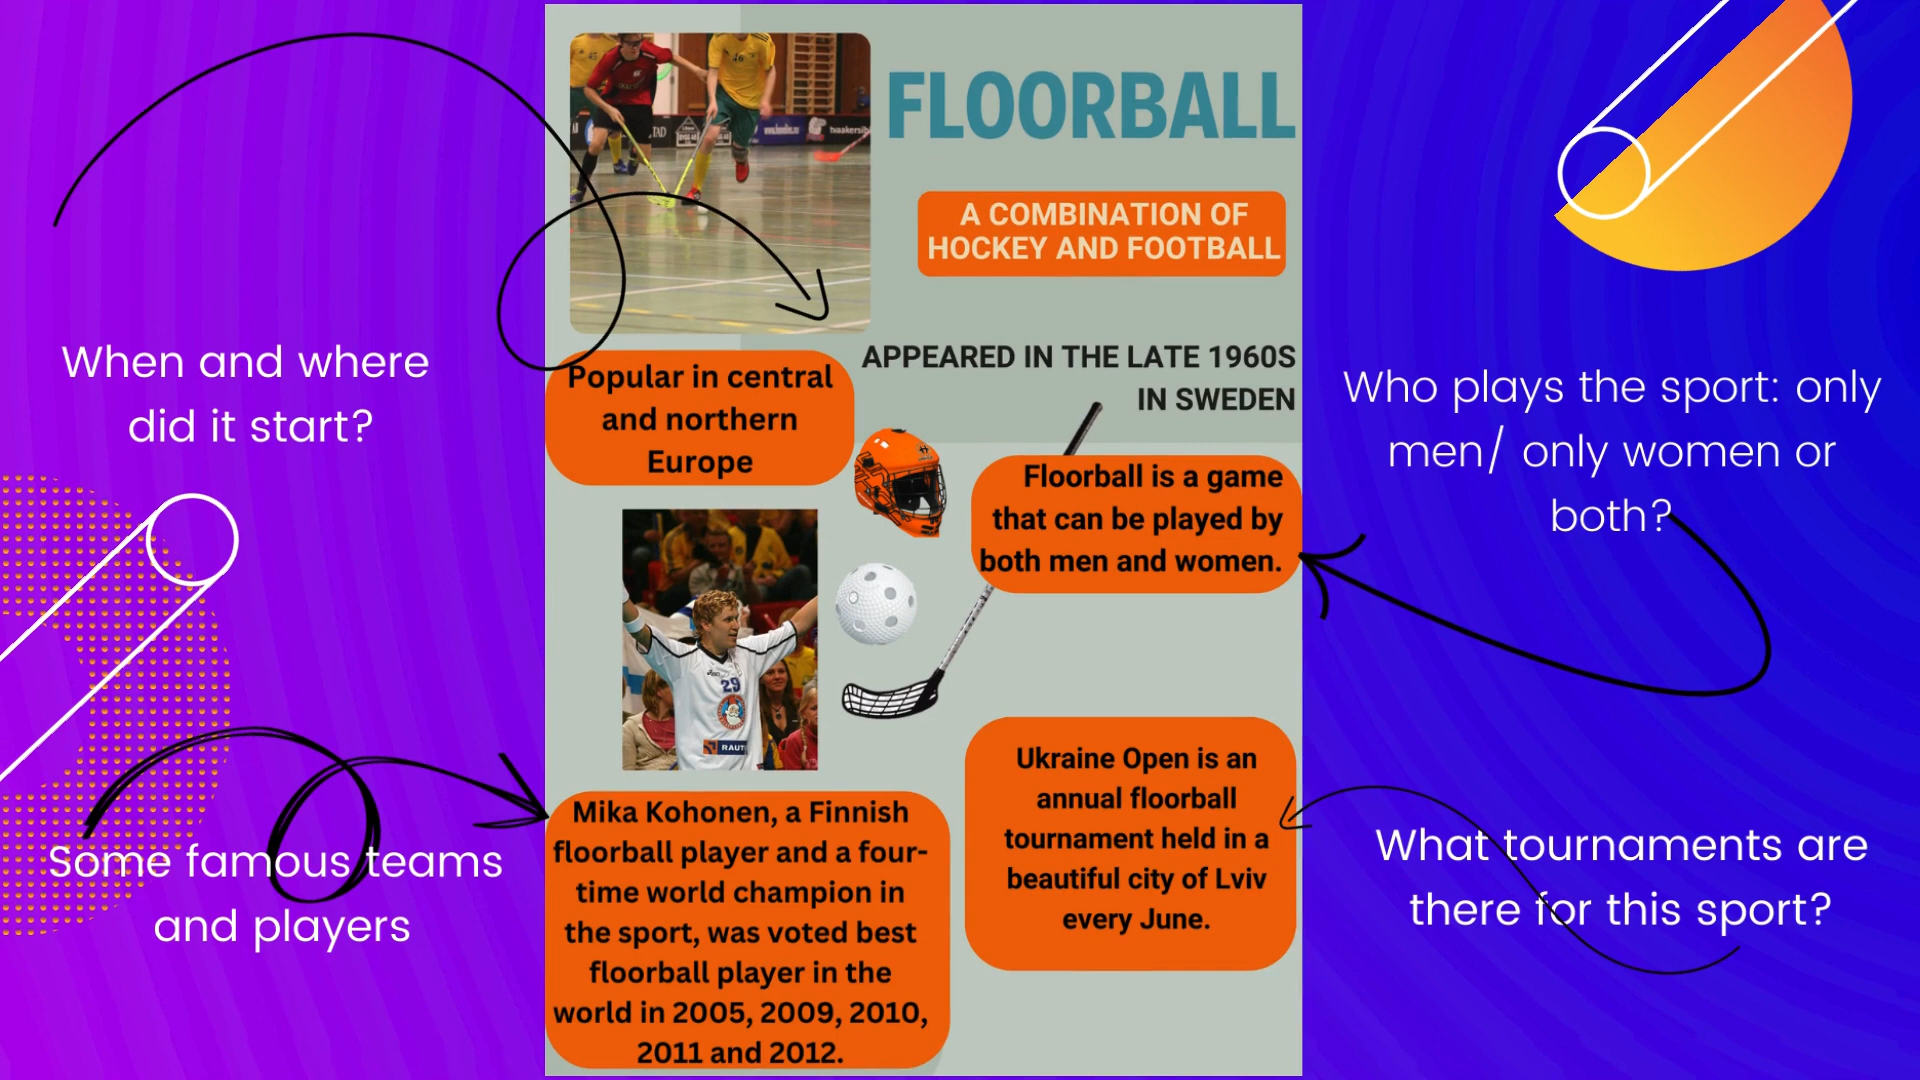 FLOORBALL
A COMBINATION OF
HOCKEY AND FOOTBALL
APPEARED IN THE LATE 1960S
IN SWEDEN
When and where
did it start?
Popular in central
and northern
Europe
Who plays the sport: only
men/ only women or
both?
Floorball is a game
that can be played by
both men and women.
29
RAUT
Some famous teams
and players
Mika Kohonen, a Finnish
floorball player and a four-
time world champion in
the sport, was voted best
floorball player in the
world in 2005, 2009, 2010,
2011 and 2012.
Ukraine Open is an
annual floorball
tournament held in a
beautiful city of Lviv
every June.
What tournaments are
there for this sport?